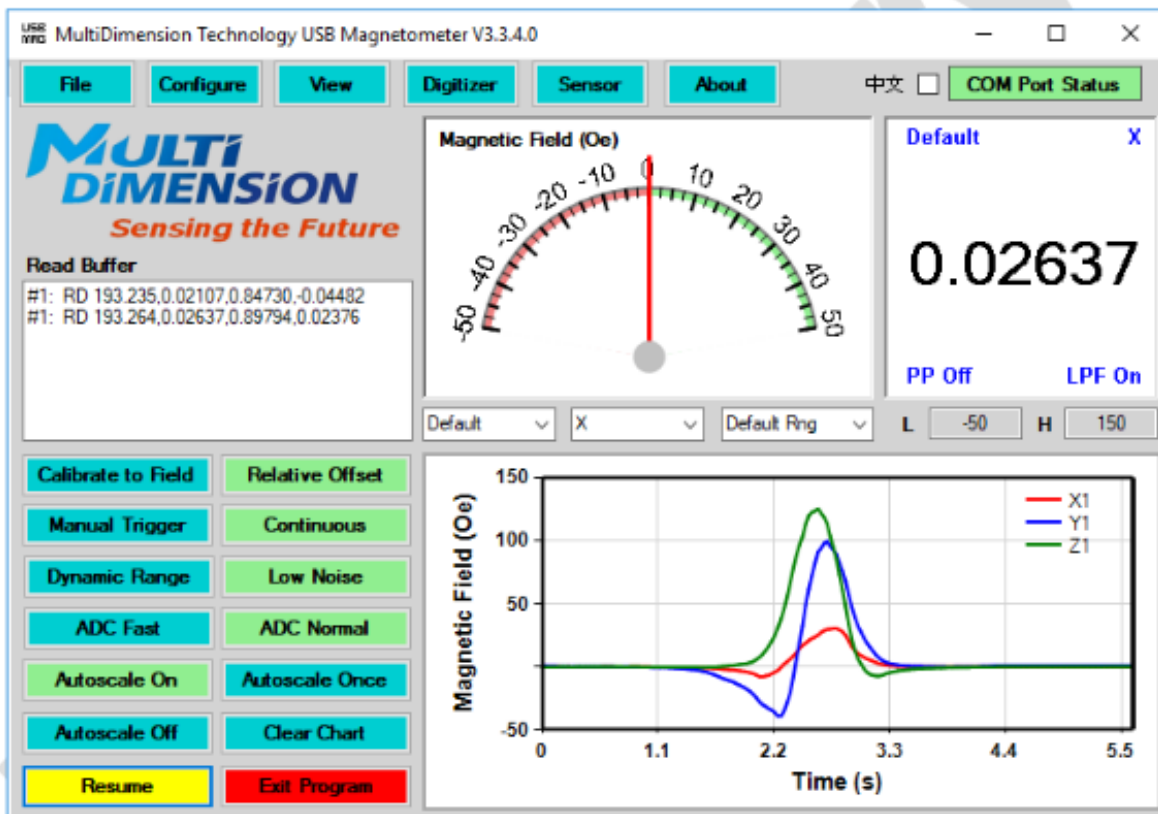 USB MAG MultiDimension Technology USB Magnetometer V3.3.4.0
File Configure View Digitizer Sensor About 中文 COM Port Status
MULTI
DiMENSiON
Sensing the Future
Read Buffer
#1: RD 193.235,0.02107,0.84730,-0.04482
#1: RD 193.264,0.02637,0.89794,0.02376
Magnetic Field (Oe)
-50 -40 -30 -20 -10 0 10 20 30 40 50
Default X
0.02637
PP Off LPF On
Default X Default Rng L -50 H 150
Calibrate to Field Relative Offset
Manual Trigger Continuous
Dynamic Range Low Noise
ADC Fast ADC Normal
Autoscale On Autoscale Once
Autoscale Off Clear Chart
Resume Exit Program
Magnetic Field (Oe)
150
100
50
0
-50
X1
Y1
Z1
0 1.1 2.2 3.3 4.4 5.5
Time (s)